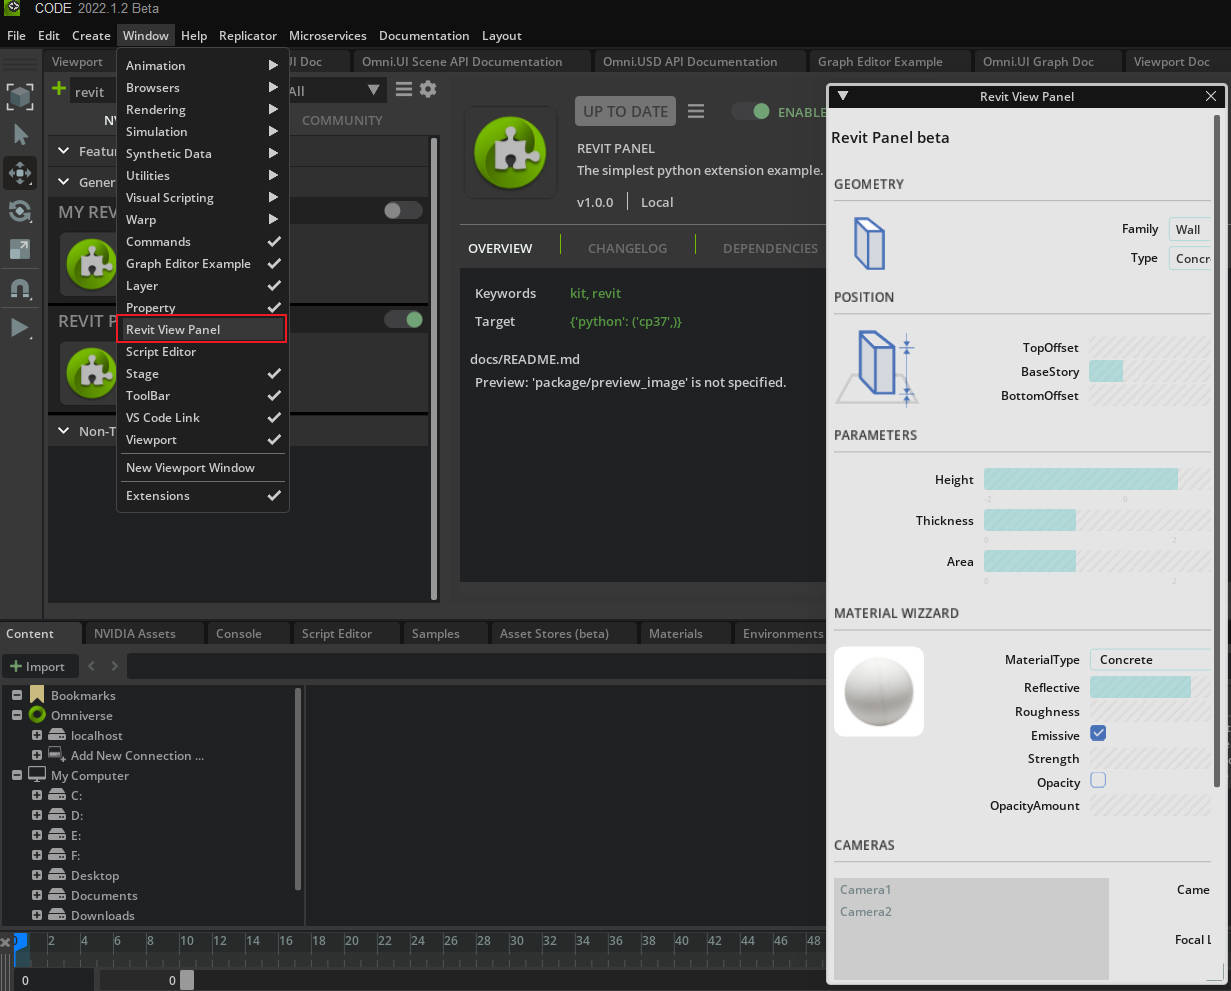 CODE 2022.1.2 Beta
File Edit Create Window Help Replicator Microservices Documentation Layout
Viewport
UI Doc
Omni.UI Scene API Documentation
Omni.USD API Documentation
Graph Editor Example
Omni.UI Graph Doc
Viewport Doc
revit
All
NV
COMMUNITY
Featu
Gener
MY REV
REVIT P
Non-T
Animation
Browsers
Rendering
Simulation
Synthetic Data
Utilities
Visual Scripting
Warp
Commands
Graph Editor Example
Layer
Property
Revit View Panel
Script Editor
Stage
ToolBar
VS Code Link
Viewport
New Viewport Window
Extensions
UP TO DATE
ENABLE
REVIT PANEL
The simplest python extension example.
v1.0.0 Local
OVERVIEW CHANGELOG DEPENDENCIES
Keywords kit, revit
Target {'python': ('cp37',)}
docs/README.md
Preview: 'package/preview_image' is not specified.
Revit View Panel
Revit Panel beta
GEOMETRY
Family Wall
Type Concr
POSITION
TopOffset
BaseStory
BottomOffset
PARAMETERS
Height
-2 0
Thickness
0 2
Area
0 2
MATERIAL WIZZARD
MaterialType Concrete
Reflective
Roughness
Emissive
Strength
Opacity
OpacityAmount
CAMERAS
Camera1
Camera2
Came
Focal L
Content
NVIDIA Assets
Console
Script Editor
Samples
Asset Stores (beta)
Materials
Environments
Import
Bookmarks
Omniverse
localhost
Add New Connection ...
My Computer
C:
D:
E:
F:
Desktop
Documents
Downloads
0 2 4 6 8 10 12 14 16 18 20 22 24 26 28 30 32 34 36 38 40 42 44 46 48
0 0